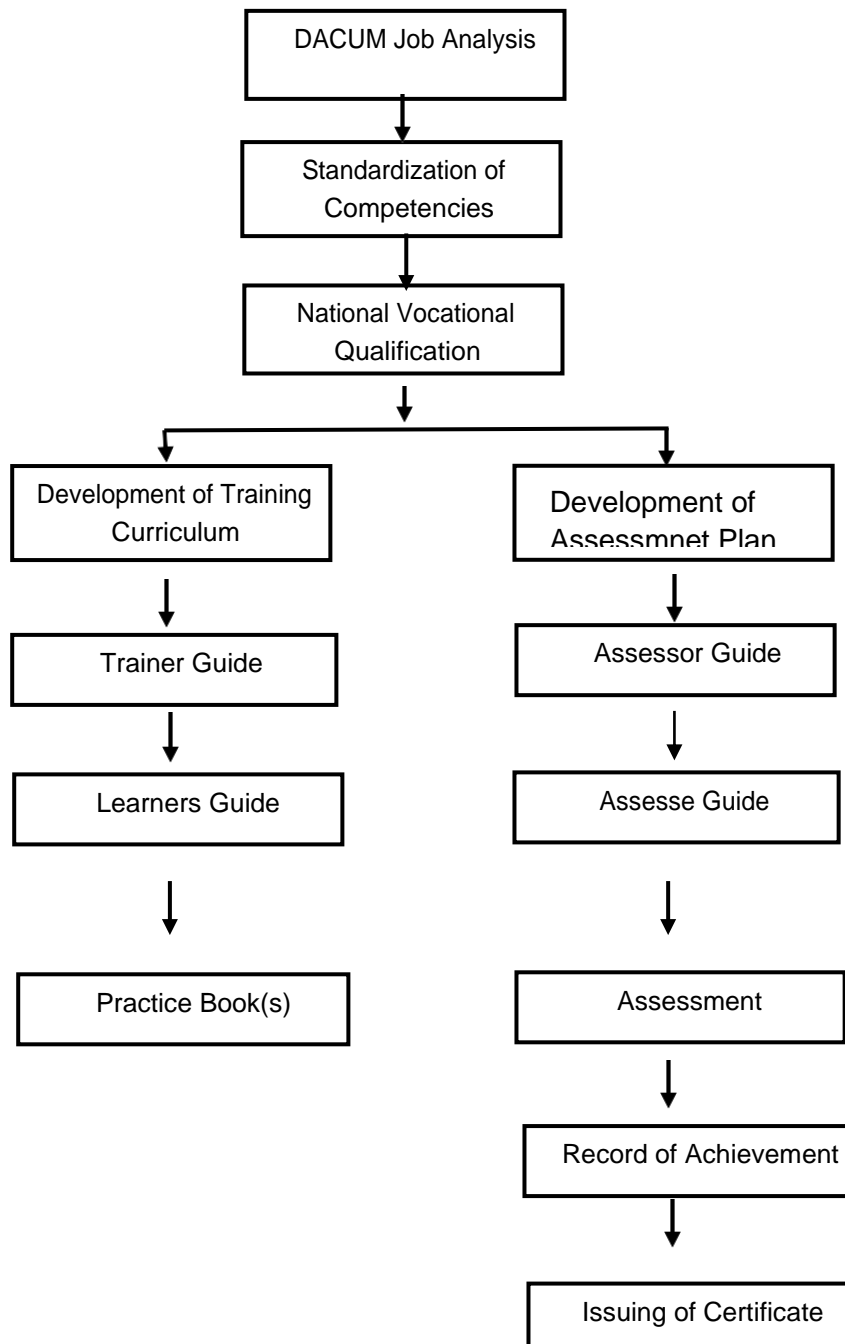 DACUM Job Analysis
Standardization of
Competencies
National Vocational
Qualification
Development of Training
Curriculum
Development of
Assessmnet Plan
Trainer Guide
Assessor Guide
Learners Guide
Assesse Guide
Practice Book(s)
Assessment
Record of Achievement
Issuing of Certificate